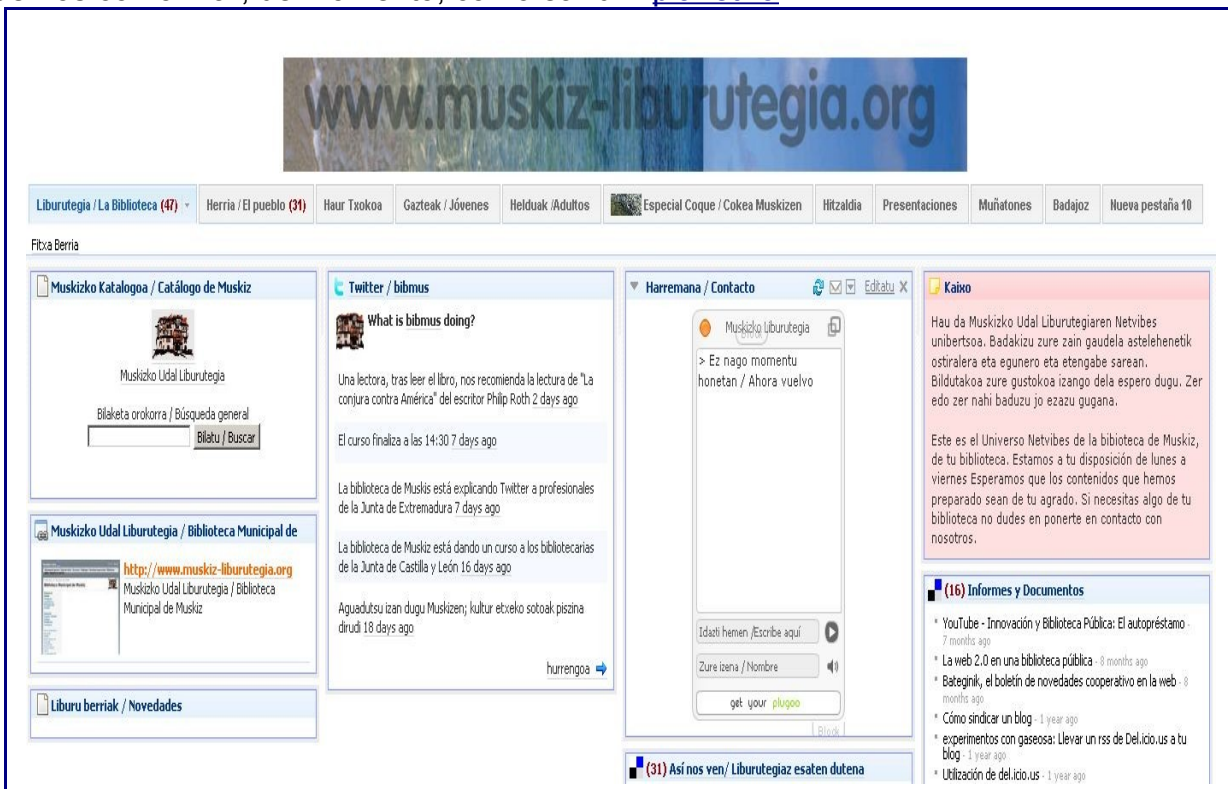 www.muskiz-liburutegia.org
Liburutegia / La Biblioteca (47)
Herria / El pueblo (31)
Haur Txokoa
Gazteak / Jóvenes
Helduak /Adultos
Especial Coque / Cokea Muskizen
Hitzaldia
Presentaciones
Muñatones
Badajoz
Nueva pestaña 10
Fitxa Berria
Muskizko Katalogoa / Catálogo de Muskiz
Muskizko Udal Liburutegia
Bilaketa orokorra / Búsqueda general
Bilatu / Buscar
Muskizko Udal Liburutegia / Biblioteca Municipal de
http://www.muskiz-liburutegia.org
Muskizko Udal Liburutegia / Biblioteca
Municipal de Muskiz
Liburu berriak / Novedades
Twitter / bibmus
What is bibmus doing?
Una lectora, tras leer el libro, nos recomienda la lectura de "La
conjura contra América" del escritor Philip Roth 2 days ago
El curso finaliza a las 14:30 7 days ago
La biblioteca de Muskis está explicando Twitter a profesionales
de la Junta de Extremadura 7 days ago
La biblioteca de Muskiz está dando un curso a los bibliotecarias
de la Junta de Castilla y León 16 days ago
Aguadutsu izan dugu Muskizen; kultur etxeko sotoak piszina
dirudi 18 days ago
hurrengoa
Harremana / Contacto
Editatu X
Muskizko Liburutegia
> Ez nago momentu
honetan / Ahora vuelvo
Idazti hemen /Escribe aquí
Zure izena / Nombre
get your plugoo
Block
(31) Así nos ven/ Liburutegiaz esaten dutena
Kaixo
Hau da Muskizko Udal Liburutegiaren Netvibes
unibertsoa. Badakizu zure zain gaudela astelehenetik
ostiralera eta egunero eta etengabe sarean.
Bildutakoa zure gustokoa izango dela espero dugu. Zer
edo zer nahi baduzu jo ezazu gugana.
Este es el Universo Netvibes de la bibioteca de Muskiz,
de tu biblioteca. Estamos a tu disposición de lunes a
viernes Esperamos que los contenidos que hemos
preparado sean de tu agrado. Si necesitas algo de tu
biblioteca no dudes en ponerte en contacto con
nosotros.
(16) Informes y Documentos
YouTube - Innovación y Biblioteca Pública: El autopréstamo -
7 months ago
La web 2.0 en una biblioteca pública - 8 months ago
Bateginik, el boletín de novedades cooperativo en la web - 8
months ago
Cómo sindicar un blog - 1 year ago
experimentos con gaseosa: Llevar un rss de Del.icio.us a tu
blog - 1 year ago
Utilización de del.icio.us - 1 year ago